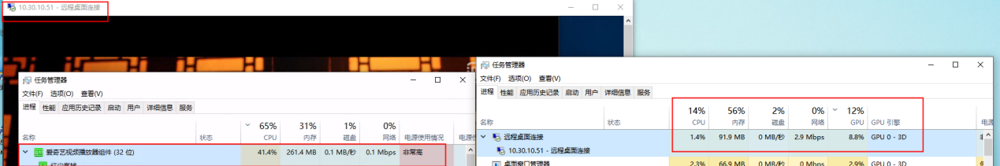 10.30.10.51 - 远程桌面连接
任务管理器
文件(F) 选项(O) 查看(V)
进程 性能 应用历史记录 启动 用户 详细信息 服务
65% 31% 1% 0%
名称 状态 CPU 内存 磁盘 网络 电源使用情况 电源使
爱奇艺视频播放器组件 (32 位) 41.4% 261.4 MB 0.1 MB/秒 0.1 Mbps 非常高
任务管理器
文件(F) 选项(O) 查看(V)
进程 性能 应用历史记录 启动 用户 详细信息 服务
14% 56% 2% 0% 12%
名称 状态 CPU 内存 磁盘 网络 GPU GPU 引擎 电源
远程桌面连接 1.4% 91.9 MB 0 MB/秒 2.9 Mbps 8.8% GPU 0 - 3D
10.30.10.51 - 远程桌面连接
桌面窗口管理器 2.3% 66.9 MB 0 MB/秒 0 Mbps 2.9% GPU 0 - 3D